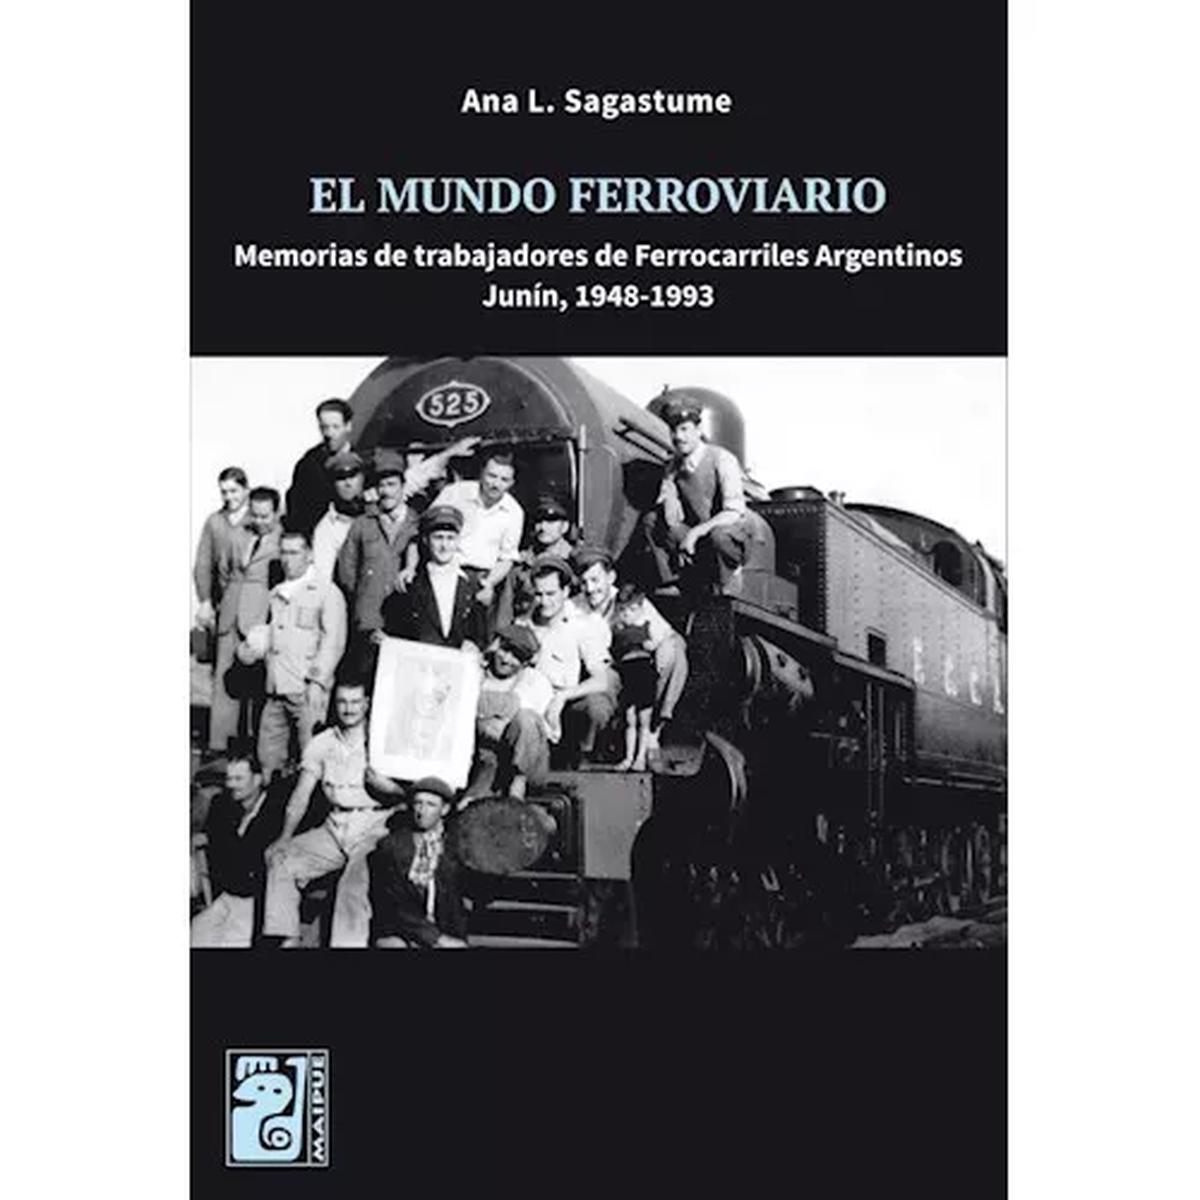 Ana L. Sagastume
EL MUNDO FERROVIARIO
Memorias de trabajadores de Ferrocarriles Argentinos
Junín, 1948-1993
525
MAIPUE